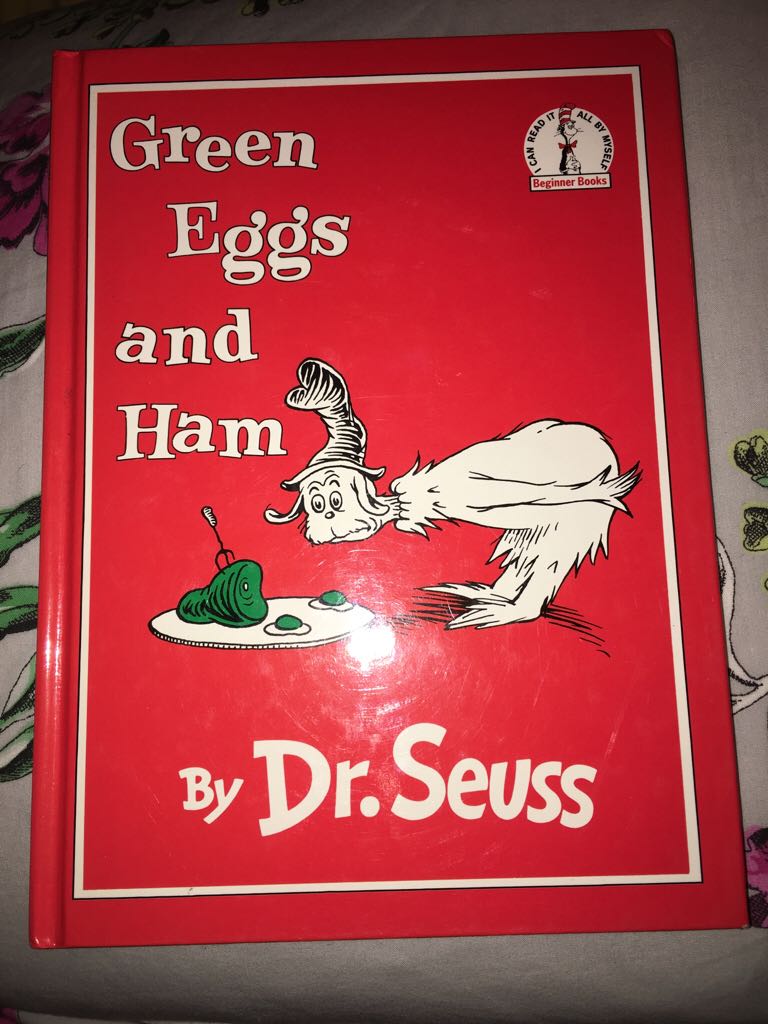 Green
Eggs
and
Ham
I CAN READ IT ALL BY MYSELF
Beginner Books
By Dr. Seuss